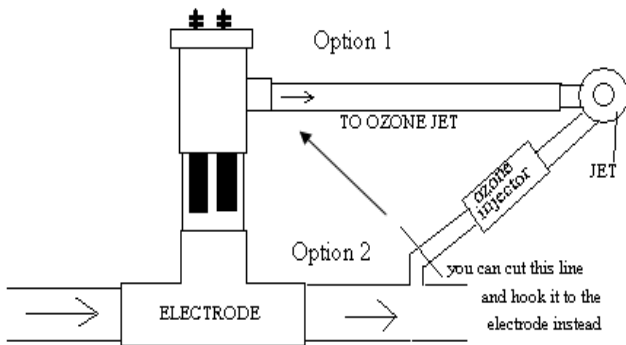 Option 1
TO OZONE JET
JET
ozone
injector
Option 2
you can cut this line
and hook it to the
electrode instead
ELECTRODE